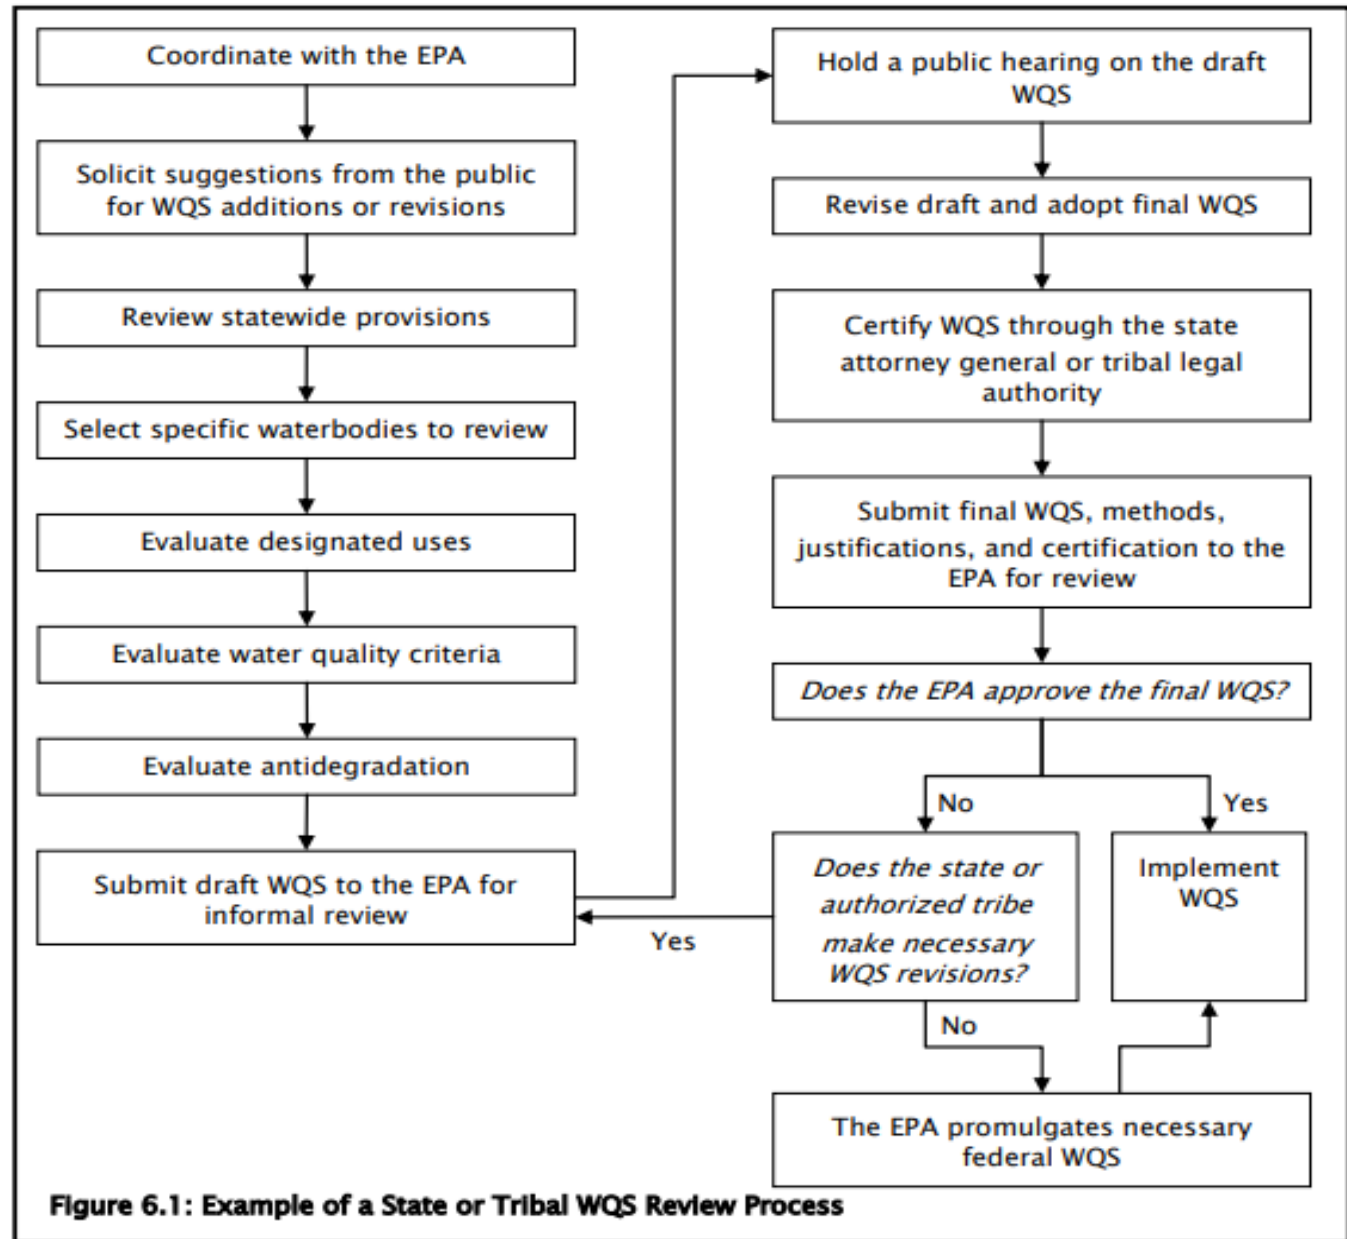 Coordinate with the EPA
Solicit suggestions from the public
for WQS additions or revisions
Review statewide provisions
Select specific waterbodies to review
Evaluate designated uses
Evaluate water quality criteria
Evaluate antidegradation
Submit draft WQS to the EPA for
informal review
Hold a public hearing on the draft
WQS
Revise draft and adopt final WQS
Certify WQS through the state
attorney general or tribal legal
authority
Submit final WQS, methods,
justifications, and certification to the
EPA for review
Does the EPA approve the final WQS?
No
Yes
Does the state or
authorized tribe
make necessary
WQS revisions?
Implement
WQS
Yes
No
The EPA promulgates necessary
federal WQS
Figure 6.1: Example of a State or Tribal WQS Review Process